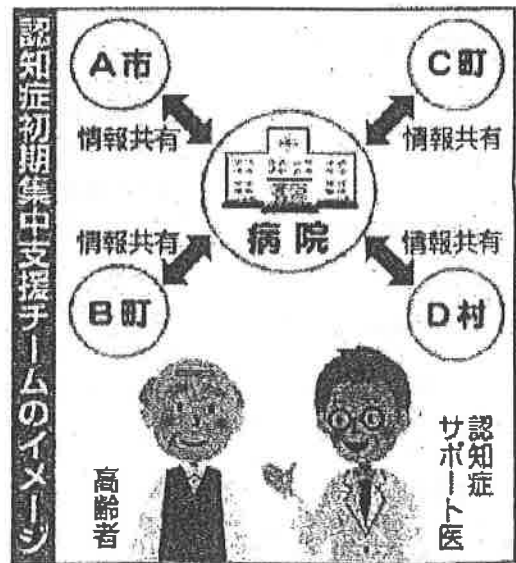 認知症初期集中支援チームのイメージ
A市
C町
情報共有
情報共有
病院
情報共有
情報共有
B町
D村
高齢者
認知症
サポート医